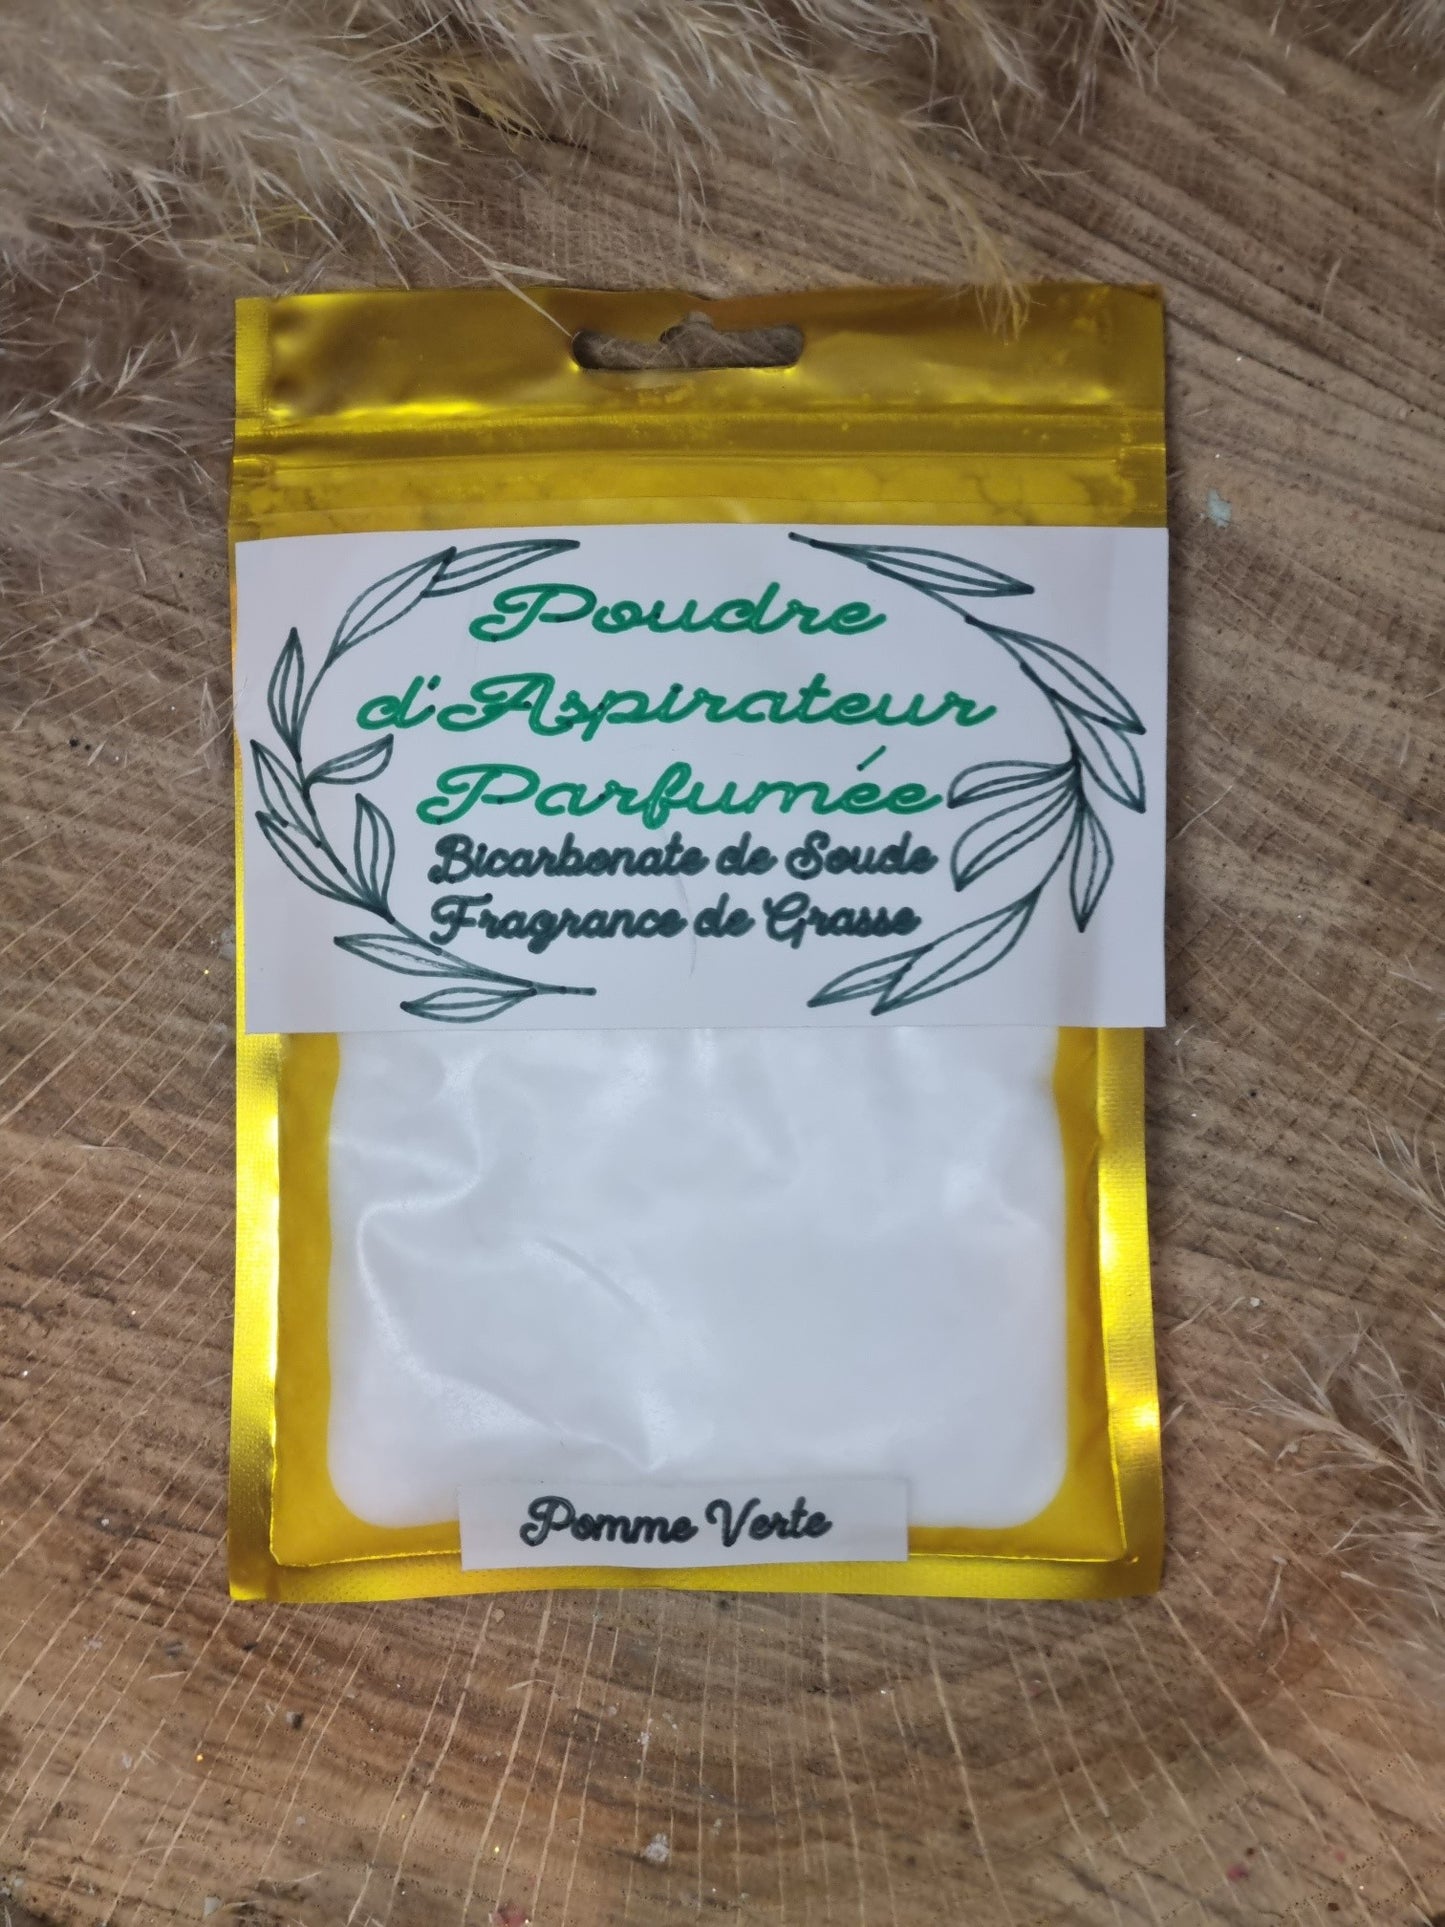 Poudre
d'Aspirateur
Parfumée
Bicarbonate de Soude
Fragrance de Grasse
Pomme Verte